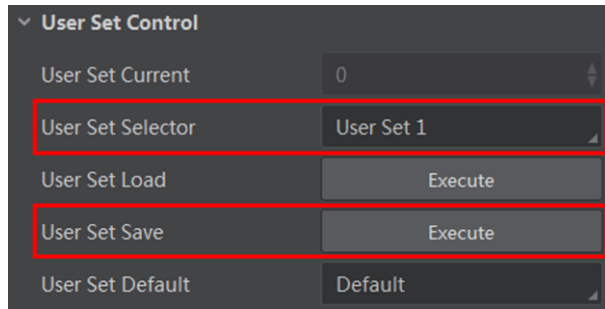 User Set Control
User Set Current 0
User Set Selector User Set 1
User Set Load Execute
User Set Save Execute
User Set Default Default